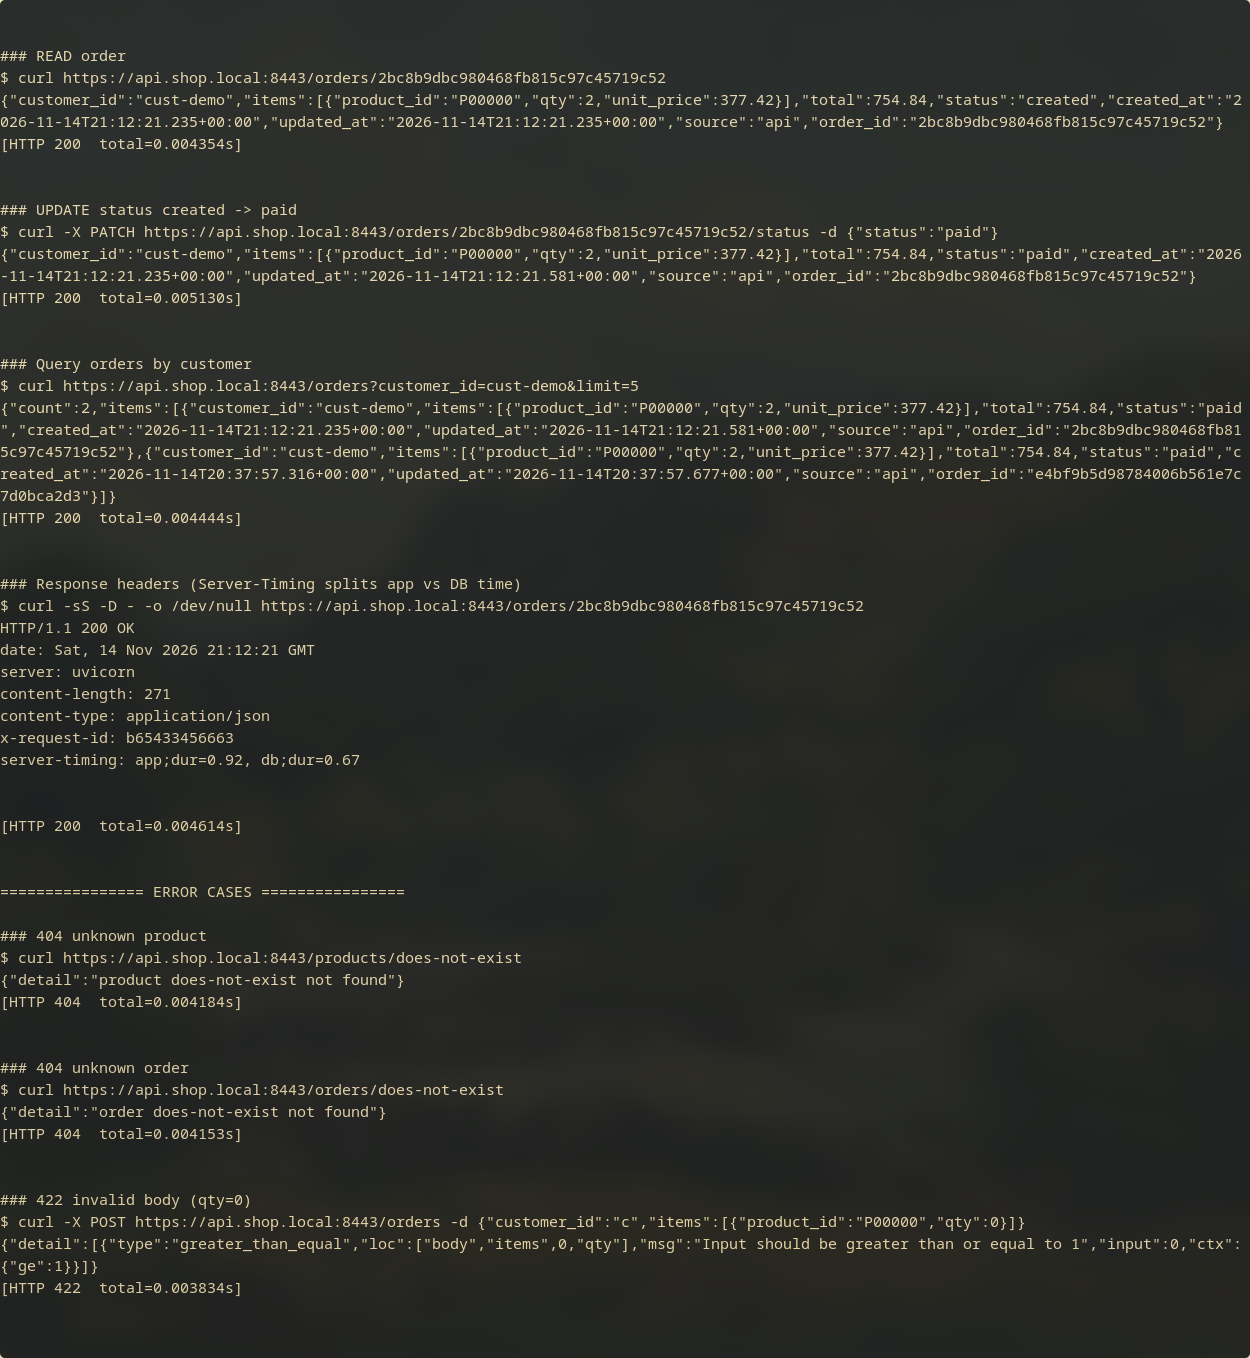 ### READ order
$ curl https://api.shop.local:8443/orders/2bc8b9dbc980468fb815c97c45719c52
{"customer_id":"cust-demo","items":[{"product_id":"P00000","qty":2,"unit_price":377.42}],"total":754.84,"status":"created","created_at":"2
026-11-14T21:12:21.235+00:00","updated_at":"2026-11-14T21:12:21.235+00:00","source":"api","order_id":"2bc8b9dbc980468fb815c97c45719c52"}
[HTTP 200  total=0.004354s]
### UPDATE status created -> paid
$ curl -X PATCH https://api.shop.local:8443/orders/2bc8b9dbc980468fb815c97c45719c52/status -d {"status":"paid"}
{"customer_id":"cust-demo","items":[{"product_id":"P00000","qty":2,"unit_price":377.42}],"total":754.84,"status":"paid","created_at":"2026
-11-14T21:12:21.235+00:00","updated_at":"2026-11-14T21:12:21.581+00:00","source":"api","order_id":"2bc8b9dbc980468fb815c97c45719c52"}
[HTTP 200  total=0.005130s]
### Query orders by customer
$ curl https://api.shop.local:8443/orders?customer_id=cust-demo&limit=5
{"count":2,"items":[{"customer_id":"cust-demo","items":[{"product_id":"P00000","qty":2,"unit_price":377.42}],"total":754.84,"status":"paid
","created_at":"2026-11-14T21:12:21.235+00:00","updated_at":"2026-11-14T21:12:21.581+00:00","source":"api","order_id":"2bc8b9dbc980468fb81
5c97c45719c52"},{"customer_id":"cust-demo","items":[{"product_id":"P00000","qty":2,"unit_price":377.42}],"total":754.84,"status":"paid","c
reated_at":"2026-11-14T20:37:57.316+00:00","updated_at":"2026-11-14T20:37:57.677+00:00","source":"api","order_id":"e4bf9b5d98784006b561e7c
7d0bca2d3"}]}
[HTTP 200  total=0.004444s]
### Response headers (Server-Timing splits app vs DB time)
$ curl -sS -D - -o /dev/null https://api.shop.local:8443/orders/2bc8b9dbc980468fb815c97c45719c52
HTTP/1.1 200 OK
date: Sat, 14 Nov 2026 21:12:21 GMT
server: uvicorn
content-length: 271
content-type: application/json
x-request-id: b65433456663
server-timing: app;dur=0.92, db;dur=0.67
[HTTP 200  total=0.004614s]
================ ERROR CASES ================
### 404 unknown product
$ curl https://api.shop.local:8443/products/does-not-exist
{"detail":"product does-not-exist not found"}
[HTTP 404  total=0.004184s]
### 404 unknown order
$ curl https://api.shop.local:8443/orders/does-not-exist
{"detail":"order does-not-exist not found"}
[HTTP 404  total=0.004153s]
### 422 invalid body (qty=0)
$ curl -X POST https://api.shop.local:8443/orders -d {"customer_id":"c","items":[{"product_id":"P00000","qty":0}]}
{"detail":[{"type":"greater_than_equal","loc":["body","items",0,"qty"],"msg":"Input should be greater than or equal to 1","input":0,"ctx":
{"ge":1}}]}
[HTTP 422  total=0.003834s]